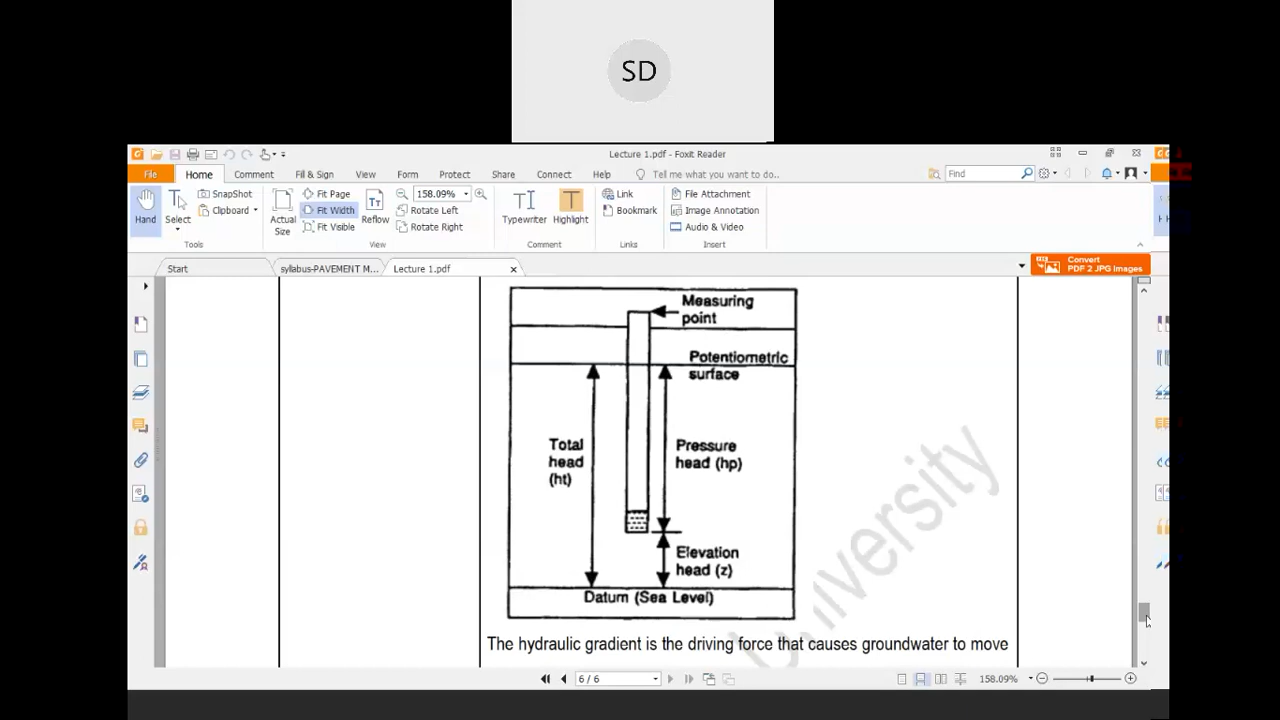 SD
Lecture 1.pdf - Foxit Reader
File Home Comment Fill & Sign View Form Protect Share Connect Help Tell me what you want to do.. Find
Hand
Select
SnapShot
Clipboard
Tools
Actual
Size
Fit Page
Fit Width
Fit Visible
Reflow
158.09%
Rotate Left
Rotate Right
View
Typewriter
Highlight
Comment
Link
Bookmark
Links
File Attachment
Image Annotation
Audio & Video
Insert
Start
syllabus-PAVEMENT M...
Lecture 1.pdf
Convert
PDF 2 JPG Images
Measuring
point
Potentiometric
surface
Total
head
(ht)
Pressure
head (hp)
Elevation
head (z)
Datum (Sea Level)
University
The hydraulic gradient is the driving force that causes groundwater to move
6 / 6
158.09%